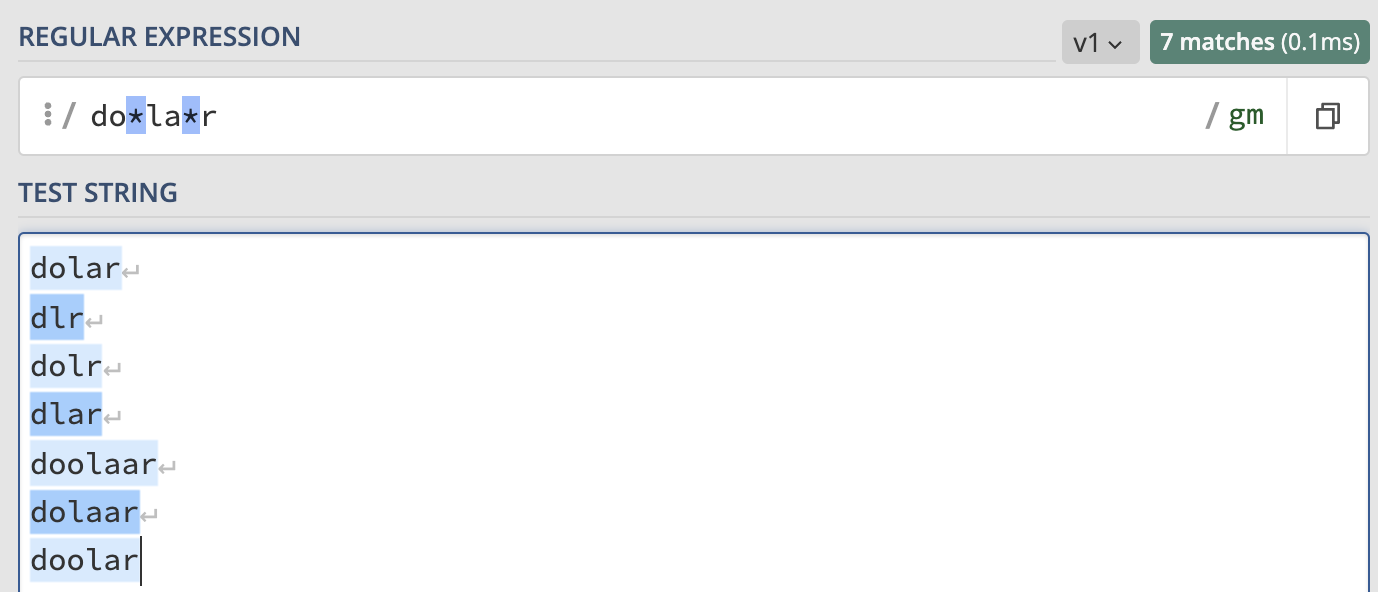 REGULAR EXPRESSION
v1 7 matches (0.1ms)
/ do*la*r / gm
TEST STRING
dolar
dlr
dolr
dlar
doolaar
dolaar
doolar